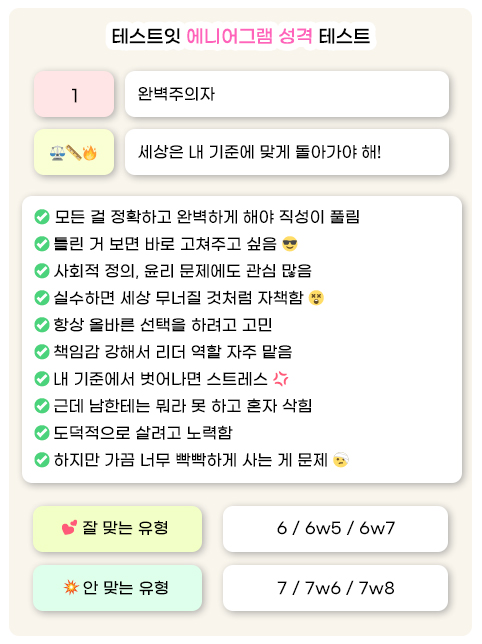 테스트잇 에니어그램 성격 테스트
1
완벽주의자
⚖️📏🔥
세상은 내 기준에 맞게 돌아가야 해!
✅ 모든 걸 정확하고 완벽하게 해야 직성이 풀림
✅ 틀린 거 보면 바로 고쳐주고 싶음 😎
✅ 사회적 정의, 윤리 문제에도 관심 많음
✅ 실수하면 세상 무너질 것처럼 자책함 😵
✅ 항상 올바른 선택을 하려고 고민
✅ 책임감 강해서 리더 역할 자주 맡음
✅ 내 기준에서 벗어나면 스트레스 💢
✅ 근데 남한테는 뭐라 못 하고 혼자 삭힘
✅ 도덕적으로 살려고 노력함
✅ 하지만 가끔 너무 빡빡하게 사는 게 문제 🤕
💕 잘 맞는 유형
6 / 6w5 / 6w7
💥 안 맞는 유형
7 / 7w6 / 7w8